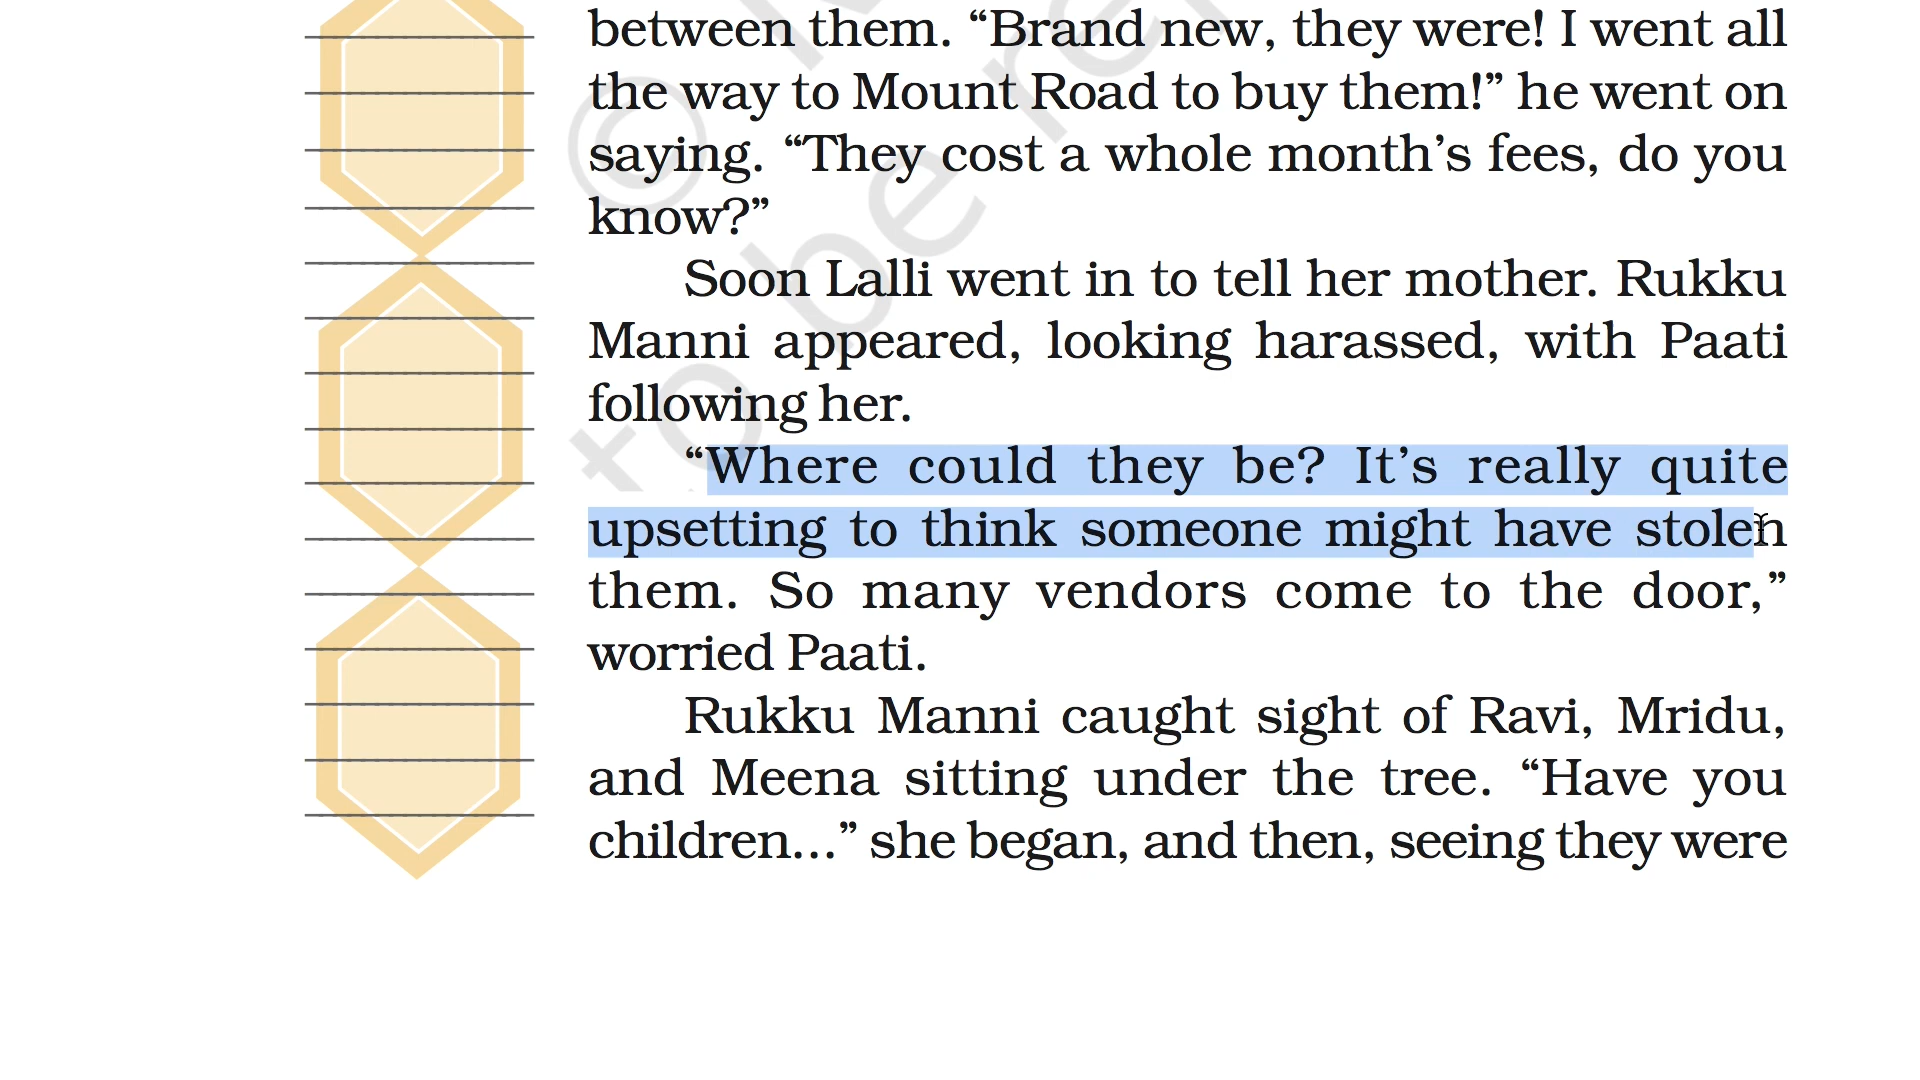 between them. “Brand new, they were! I went all
the way to Mount Road to buy them!” he went on
saying. “They cost a whole month’s fees, do you
know?”
Soon Lalli went in to tell her mother. Rukku
Manni appeared, looking harassed, with Paati
following her.
“Where could they be? It’s really quite
upsetting to think someone might have stolen
them. So many vendors come to the door,”
worried Paati.
Rukku Manni caught sight of Ravi, Mridu,
and Meena sitting under the tree. “Have you
children...” she began, and then, seeing they were
©
to be re